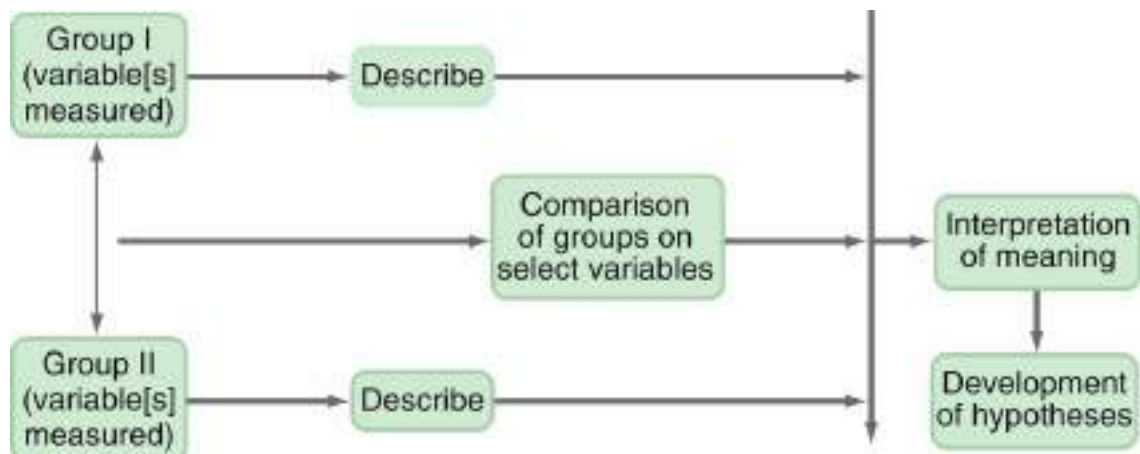 Group I
(variable[s]
measured)
Describe
Comparison
of groups on
select variables
Interpretation
of meaning
Group II
(variable[s]
measured)
Describe
Development
of hypotheses